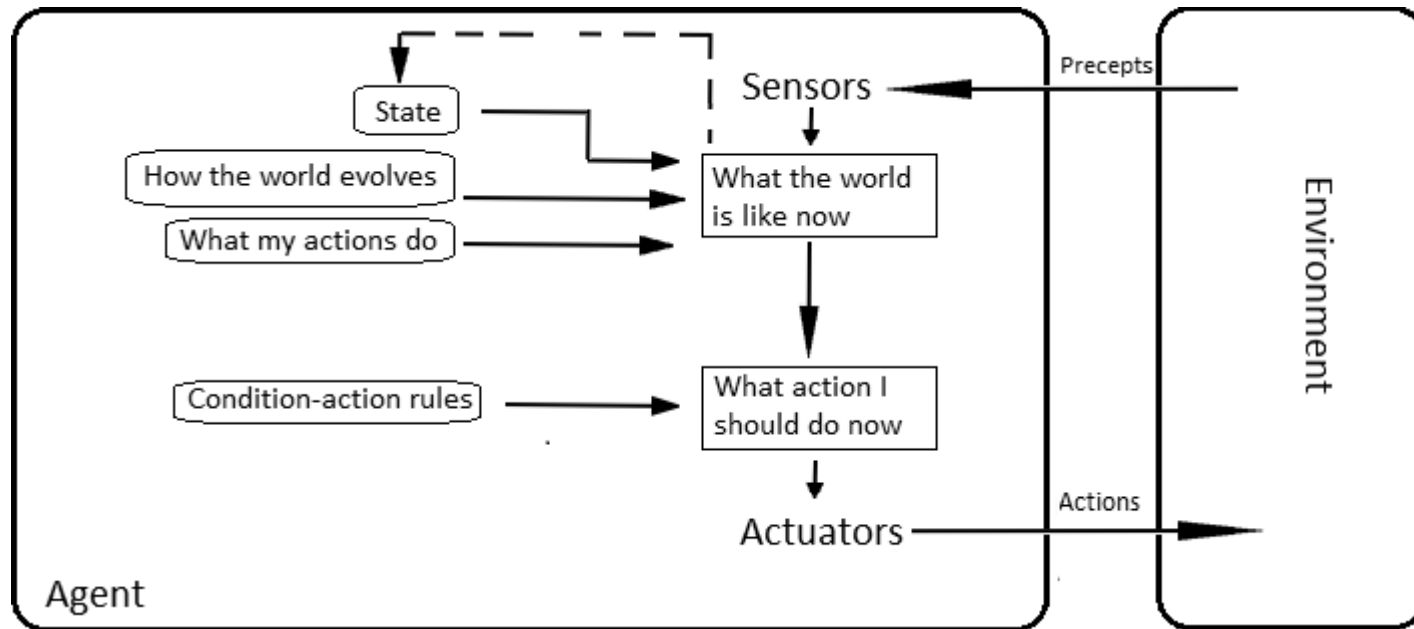 Precepts
Sensors
State
How the world evolves
What the world
is like now
What my actions do
Environment
Condition-action rules
What action I
should do now
Actions
Actuators
Agent